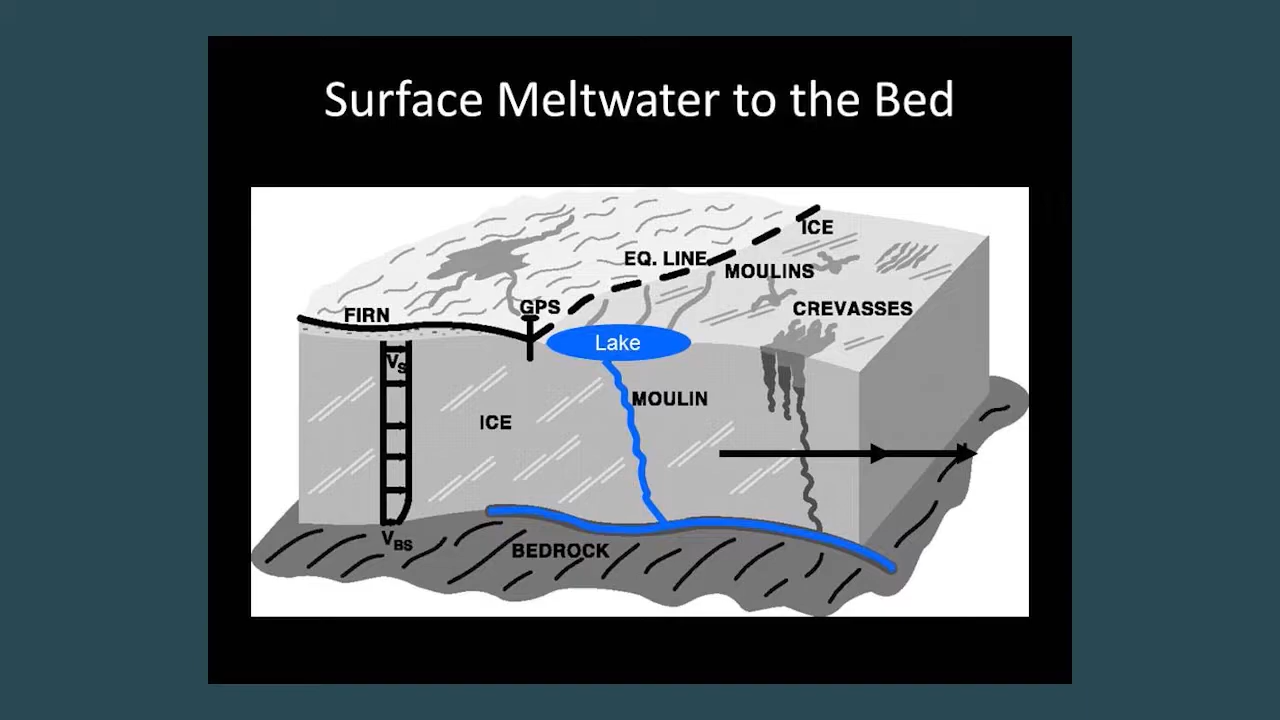 Surface Meltwater to the Bed
ICE
EQ. LINE
MOULINS
GPS
CREVASSES
FIRN
Lake
VS
MOULIN
ICE
VBS
BEDROCK